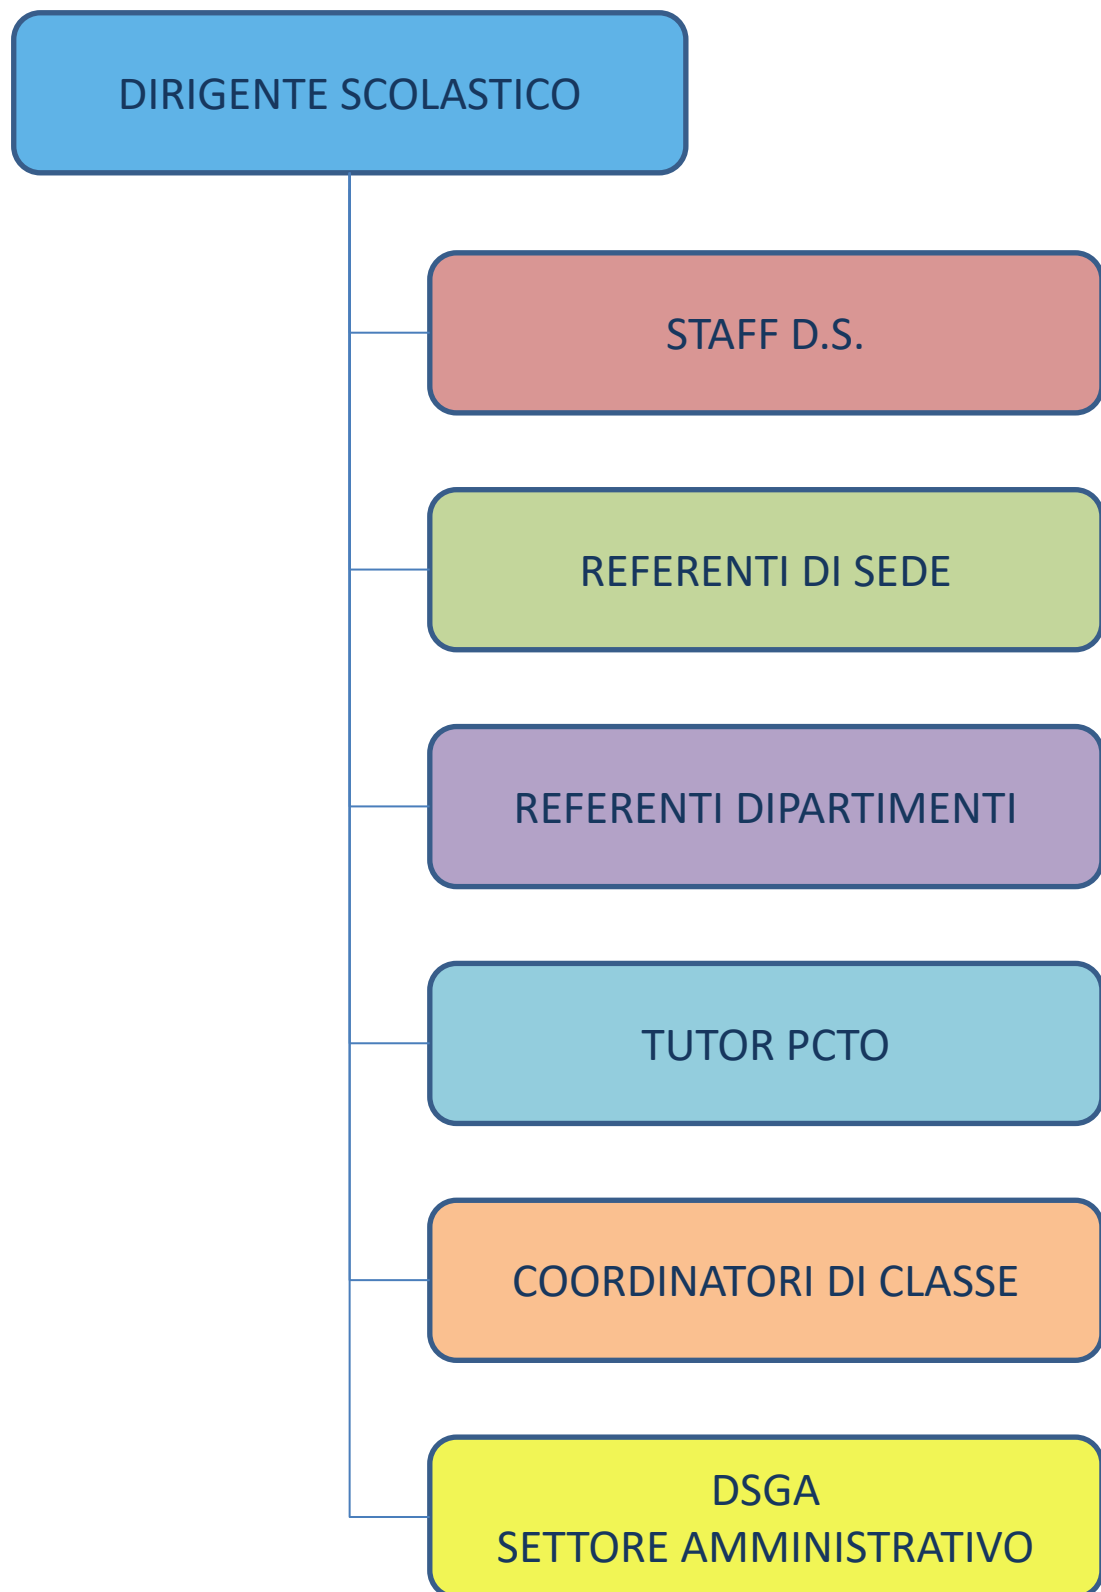 DIRIGENTE SCOLASTICO
STAFF D.S.
REFERENTI DI SEDE
REFERENTI DIPARTIMENTI
TUTOR PCTO
COORDINATORI DI CLASSE
DSGA
SETTORE AMMINISTRATIVO